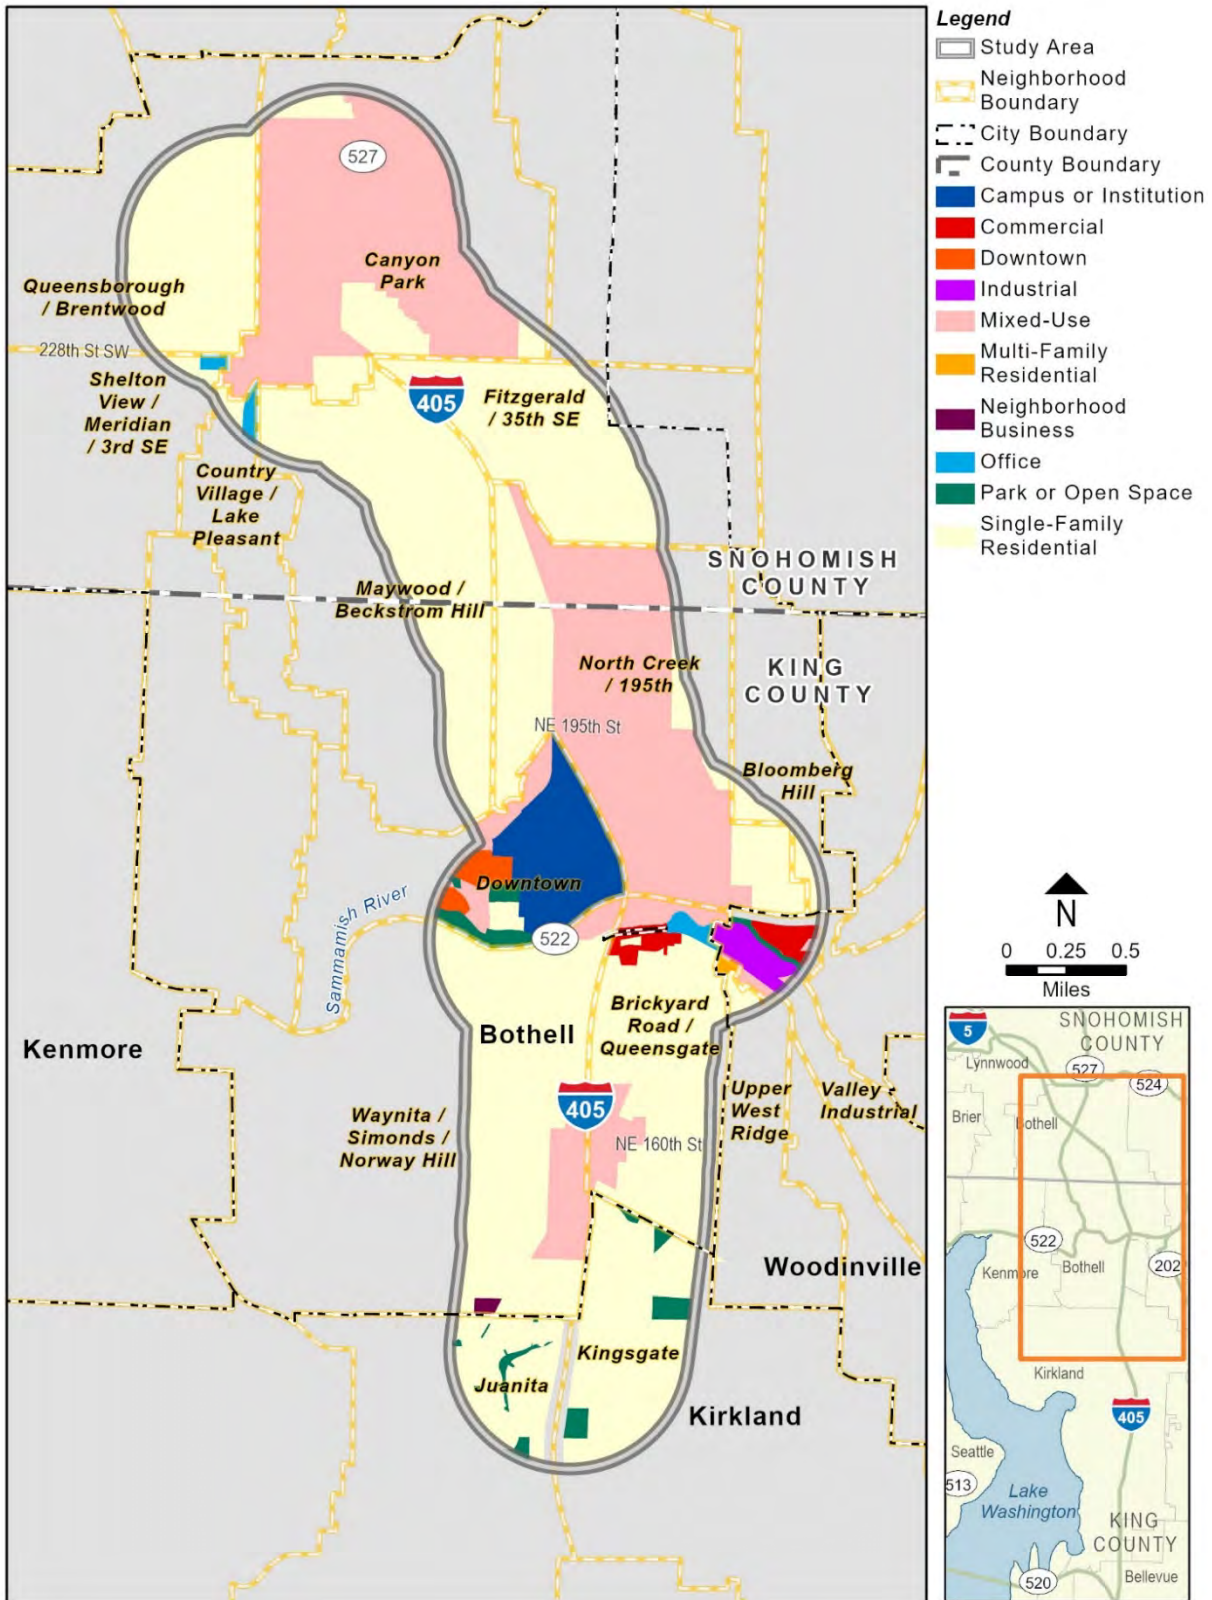 Legend
Study Area
Neighborhood
Boundary
City Boundary
County Boundary
Campus or Institution
Commercial
Downtown
Industrial
Mixed-Use
Multi-Family
Residential
Neighborhood
Business
Office
Park or Open Space
Single-Family
Residential
527
Canyon
Park
Queensborough
/ Brentwood
228th St SW
Shelton
View /
Meridian
/ 3rd SE
405
Fitzgerald
/ 35th SE
Country
Village /
Lake
Pleasant
SNOHOMISH
COUNTY
Maywood /
Beckstrom Hill
North Creek
/ 195th
KING
COUNTY
NE 195th St
Bloomberg
Hill
Downtown
Sammamish River
522
Brickyard
Road /
Queensgate
Bothell
Kenmore
405
Upper
West
Ridge
Valley
Industrial
Waynita /
Simonds /
Norway Hill
NE 160th St
Woodinville
Kingsgate
Juanita
Kirkland
N
0 0.25 0.5
Miles
5
SNOHOMISH
COUNTY
Lynnwood
527
524
Brier
Bothell
522
Kenmore
Bothell
202
Kirkland
405
Seattle
513
Lake
Washington
KING
COUNTY
520
Bellevue